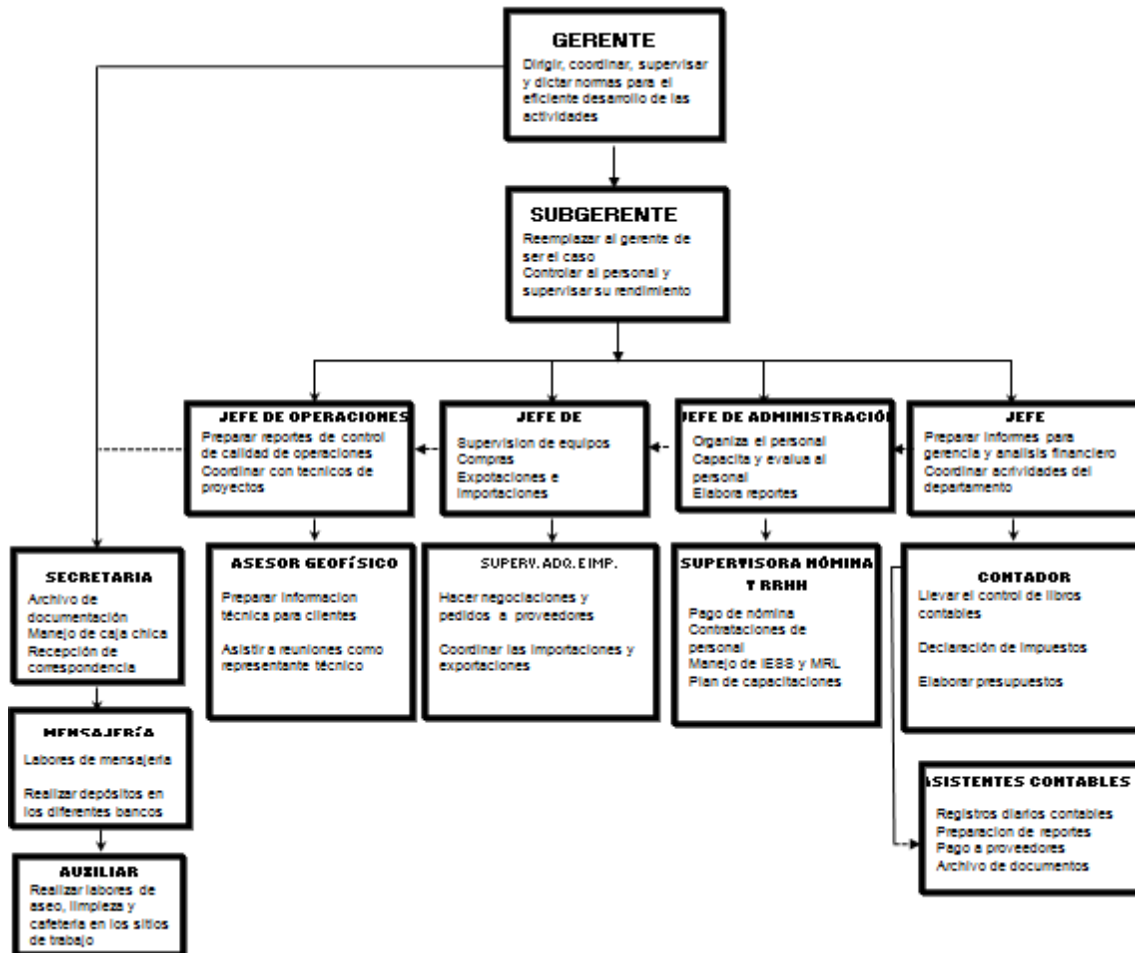 GERENTE
Dirigir, coordinar, supervisar
y dictar normas para el
eficiente desarrollo de las
actividades
SUBGERENTE
Reemplazar al gerente de
ser el caso
Controlar al personal y
supervisar su rendimiento
JEFE DE OPERACIONES
Preparar reportes de control
de calidad de operaciones
Coordinar con tecnicos de
proyectos
JEFE DE
Supervision de equipos
Compras
Expotaciones e
importaciones
JEFE DE ADMINISTRACIÓN
Organiza el personal
Capacita y evalua al
personal
Elabora reportes
JEFE
Preparar informes para
gerencia y analisis financiero
Coordinar acrividades del
departamento
SECRETARIA
Archivo de
documentación
Manejo de caja chica
Recepción de
correspondencia
ASESOR GEOFÍSICO
Preparar informacion
técnica para clientes
Asistir a reuniones como
representante técnico
SUPERV. ADQ. E IMP.
Hacer negociaciones y
pedidos a proveedores
Coordinar las importaciones y
exportaciones
SUPERVISORA NÓMINA
Y RRHH
Pago de nómina
Contrataciones de
personal
Manejo de IESS y MRL
Plan de capacitaciones
CONTADOR
Llevar el control de libros
contables
Declaración de impuestos
Elaborar presupuestos
MENSAJERÍA
Labores de mensajería
Realizar depósitos en
los diferentes bancos
ASISTENTES CONTABLES
Registros diarios contables
Preparacion de reportes
Pago a proveedores
Archivo de documentos
AUXILIAR
Realizar labores de
aseo, limpieza y
cafeteria en los sitios
de trabajo